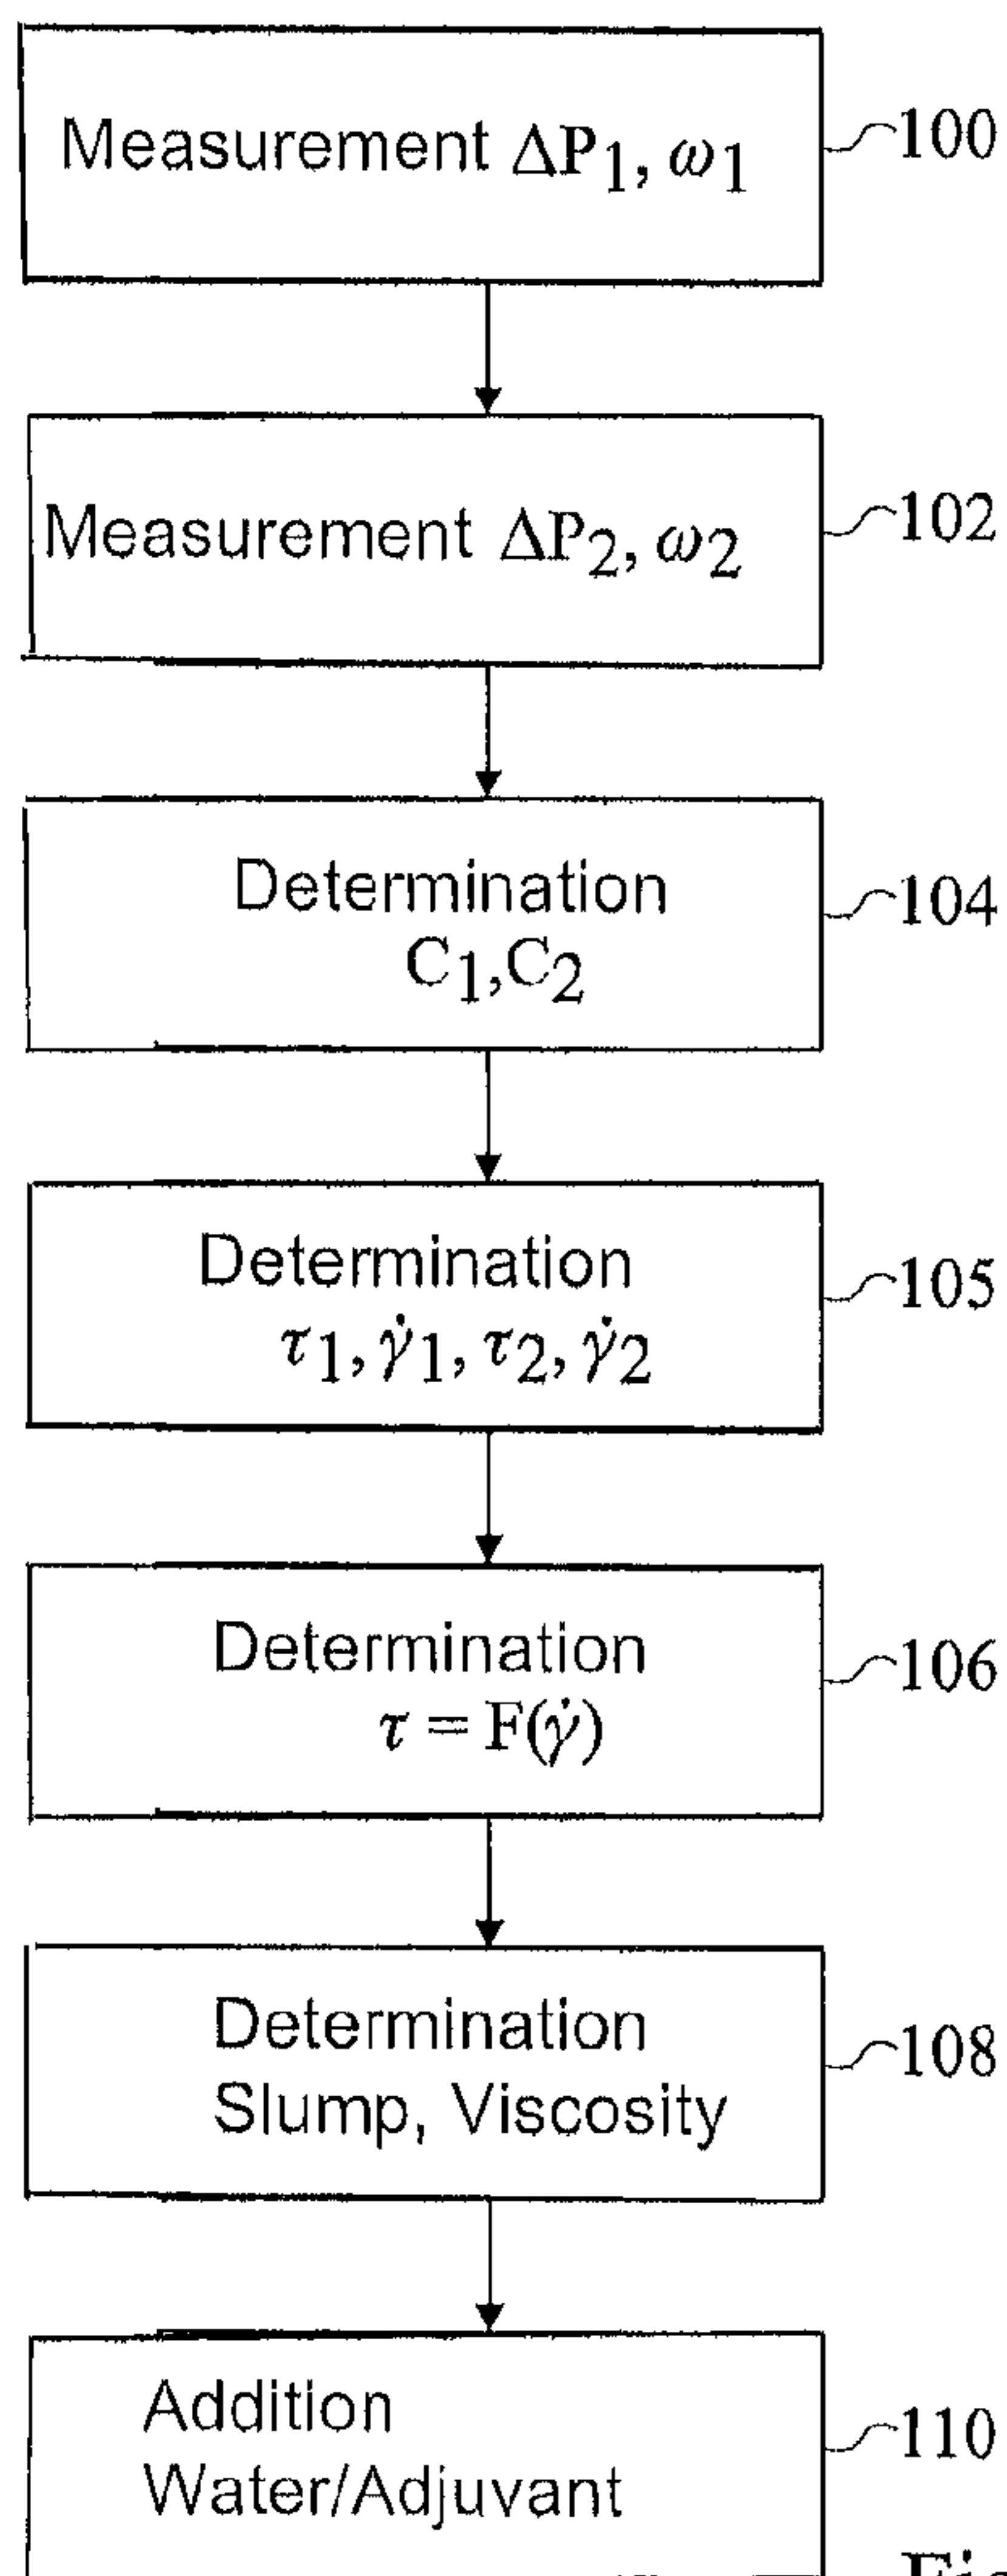 Measurement ΔP1, ω1
100
Measurement ΔP2, ω2
102
Determination
C1,C2
104
Determination
τ1, γ̇1, τ2, γ̇2
105
Determination
τ = F(γ̇)
106
Determination
Slump, Viscosity
108
Addition
Water/Adjuvant
110